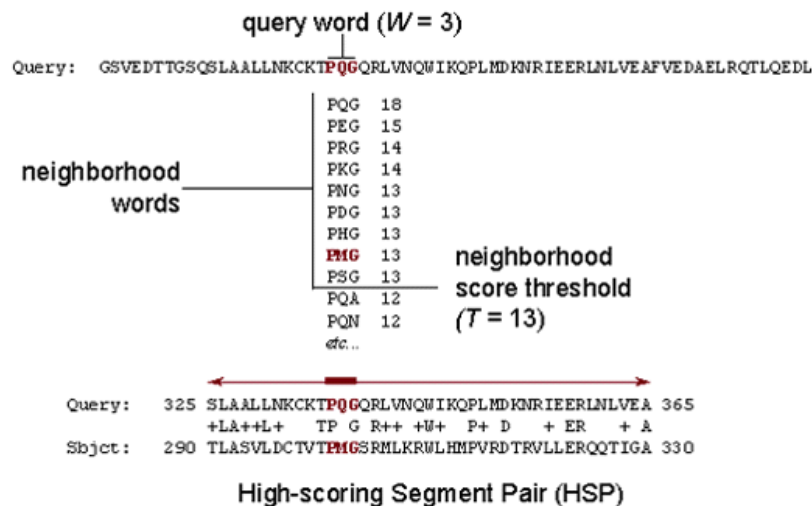 query word (W = 3)
Query: GSVEDTTGSQSLAALLNKCKTPQGQRLVNQWIKQPLMDKNRIEERLNLVEAFVEDAELRQTLQEDL
PQG 18
PEG 15
PRG 14
PKG 14
PNG 13
PDG 13
PHG 13
PMG 13
PSG 13
PQA 12
PQN 12
etc...
neighborhood
words
neighborhood
score threshold
(T = 13)
Query: 325 SLAALLNKCKTPQGQRLVNQWIKQPLMDKNRIEERLNLVEA 365
+LA++L+ TP G R++ +W+ P+ D + ER + A
Sbjct: 290 TLASVLDCTVTPMGSRMLKRWLHMPVRDTRVLLERQQTIGA 330
High-scoring Segment Pair (HSP)